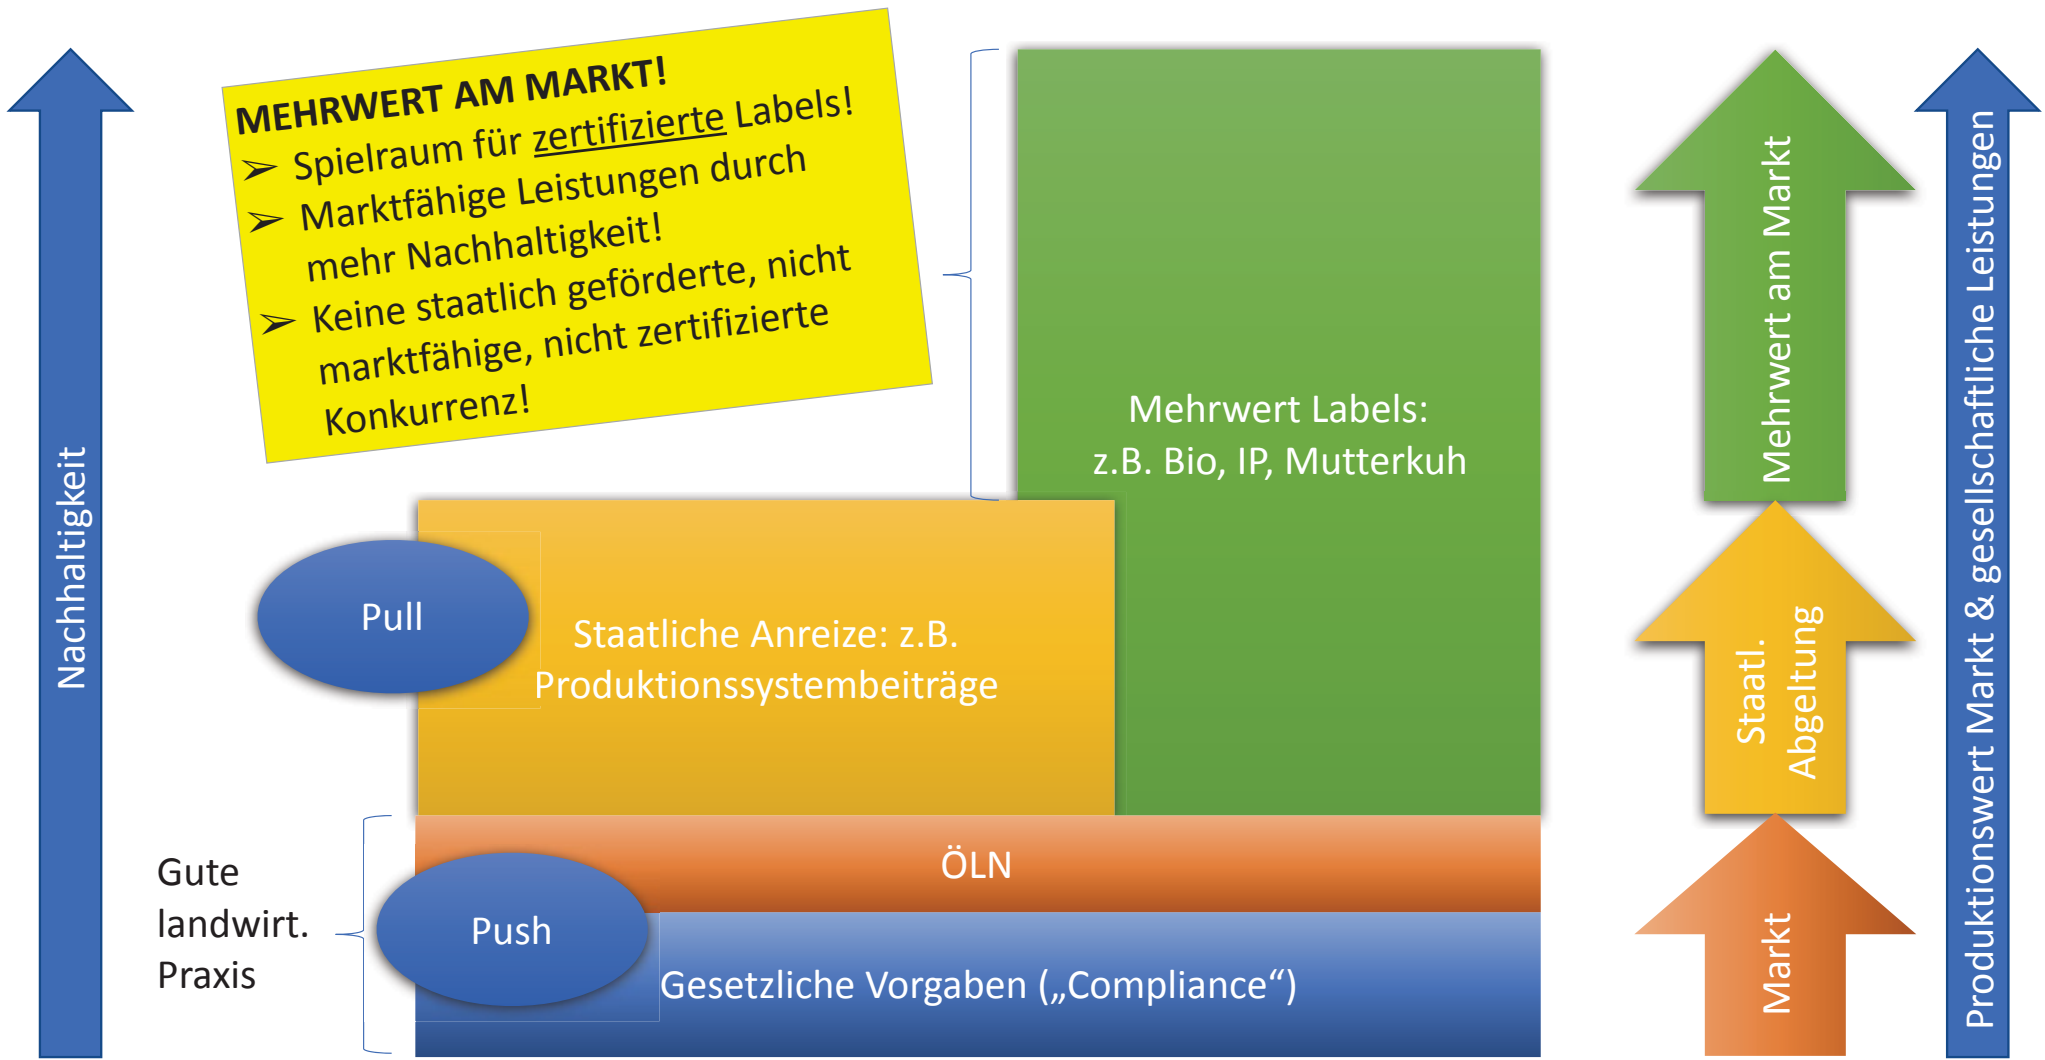 Nachhaltigkeit
MEHRWERT AM MARKT!
➢ Spielraum für zertifizierte Labels!
➢ Marktfähige Leistungen durch
mehr Nachhaltigkeit!
➢ Keine staatlich geförderte, nicht
marktfähige, nicht zertifizierte
Konkurrenz!
Mehrwert Labels:
z.B. Bio, IP, Mutterkuh
Pull
Staatliche Anreize: z.B.
Produktionssystembeiträge
Gute
landwirt.
Praxis
ÖLN
Push
Gesetzliche Vorgaben („Compliance“)
Mehrwert am Markt
Staatl.
Abgeltung
Markt
Produktionswert Markt & gesellschaftliche Leistungen